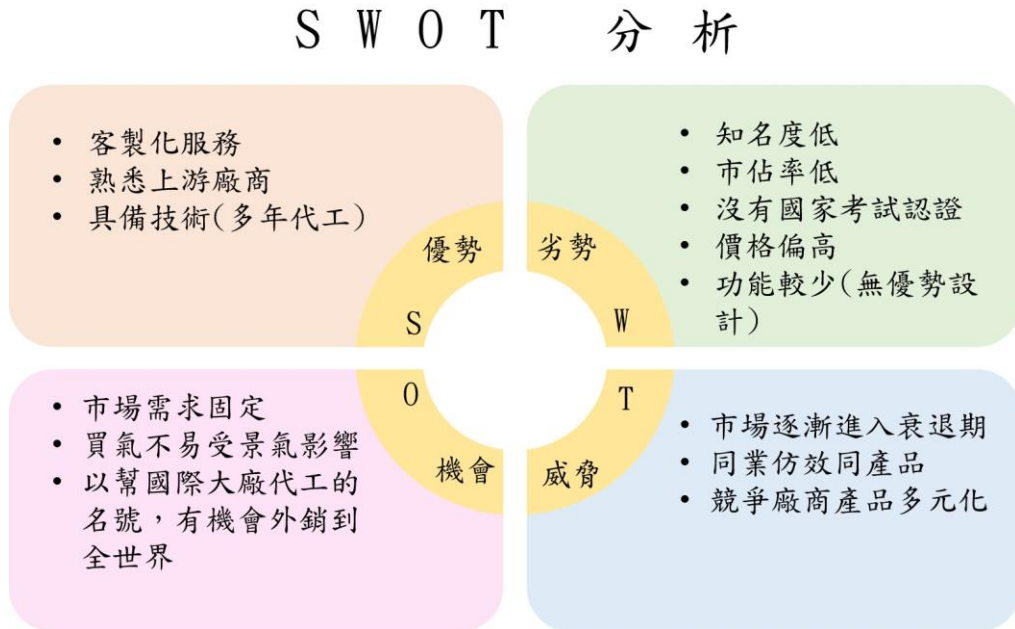 SWOT 分析
• 客製化服務
• 熟悉上游廠商
• 具備技術(多年代工)
優勢
S
• 知名度低
• 市佔率低
• 沒有國家考試認證
• 價格偏高
• 功能較少(無優勢設
計)
劣勢
W
• 市場需求固定
• 買氣不易受景氣影響
• 以幫國際大廠代工的
名號，有機會外銷到
全世界
O
機會
• 市場逐漸進入衰退期
• 同業仿效同產品
• 競爭廠商產品多元化
T
威脅